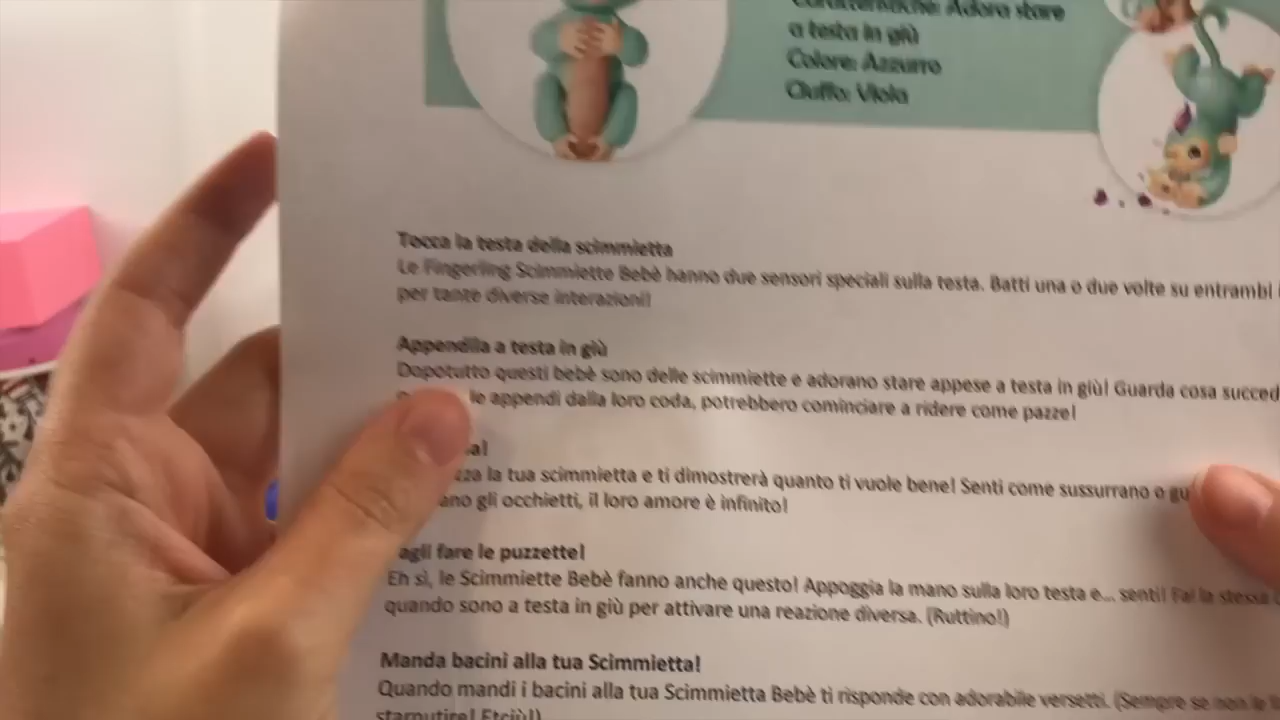 Caratteristiche: Adora stare
a testa in giù
Colore: Azzurro
Ciuffo: Viola
Tocca la testa della scimmietta
Le Fingerling Scimmiette Bebè hanno due sensori speciali sulla testa. Batti una o due volte su entrambi
per tante diverse interazioni!
Appendila a testa in giù
Dopotutto questi bebè sono delle scimmiette e adorano stare appese a testa in giù! Guarda cosa succed
le appendi dalla loro coda, potrebbero cominciare a ridere come pazze!
la tua scimmietta e ti dimostrerà quanto ti vuole bene! Senti come sussurrano o gu
ano gli occhietti, il loro amore è infinito!
agli fare le puzzette!
Eh sì, le Scimmiette Bebè fanno anche questo! Appoggia la mano sulla loro testa e... senti! Fai la stessa
quando sono a testa in giù per attivare una reazione diversa. (Ruttino!)
Manda bacini alla tua Scimmietta!
Quando mandi i bacini alla tua Scimmietta Bebè ti risponde con adorabile versetti. (Sempre se non le
starnutire! Etciù!)